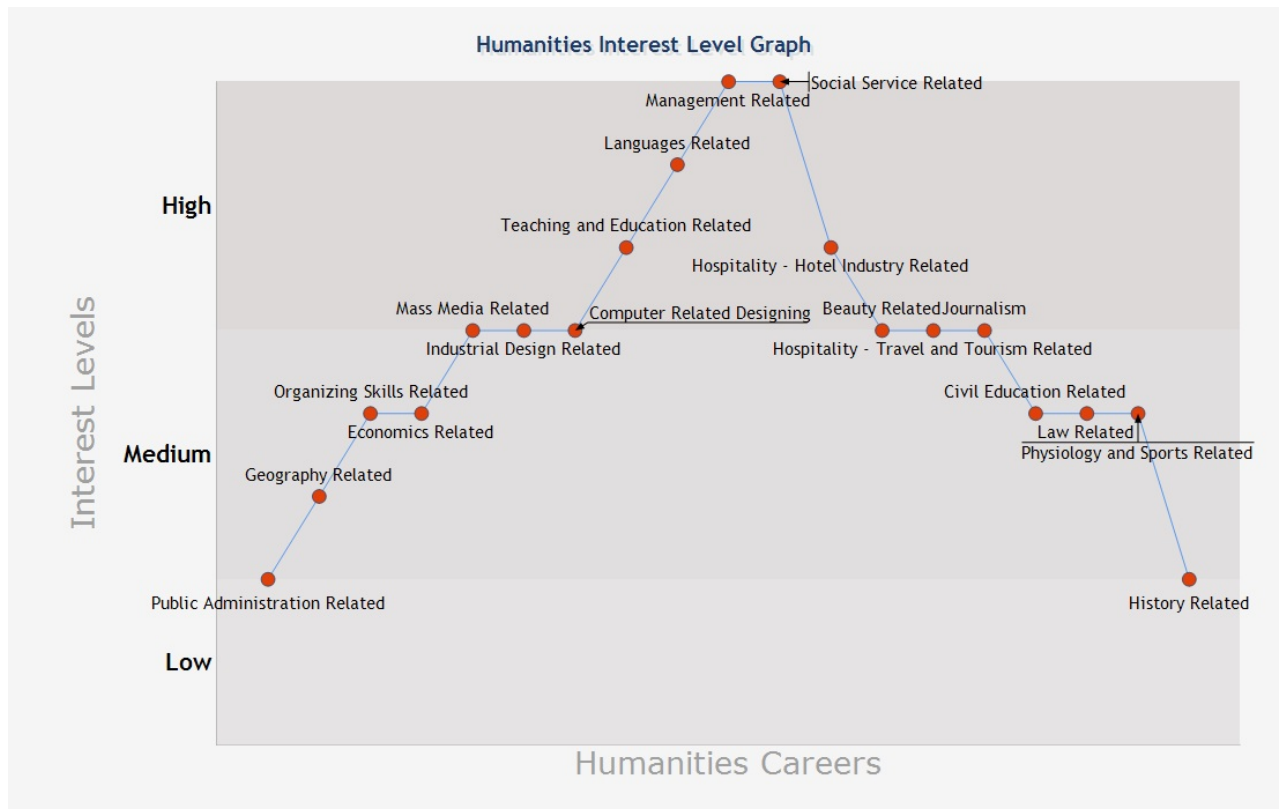 Humanities Interest Level Graph
Social Service Related
Management Related
Languages Related
High
Teaching and Education Related
Hospitality - Hotel Industry Related
Mass Media Related
Computer Related Designing
Beauty Related
Journalism
Industrial Design Related
Hospitality - Travel and Tourism Related
Organizing Skills Related
Civil Education Related
Economics Related
Law Related
Medium
Physiology and Sports Related
Geography Related
Interest Levels
Public Administration Related
History Related
Low
Humanities Careers